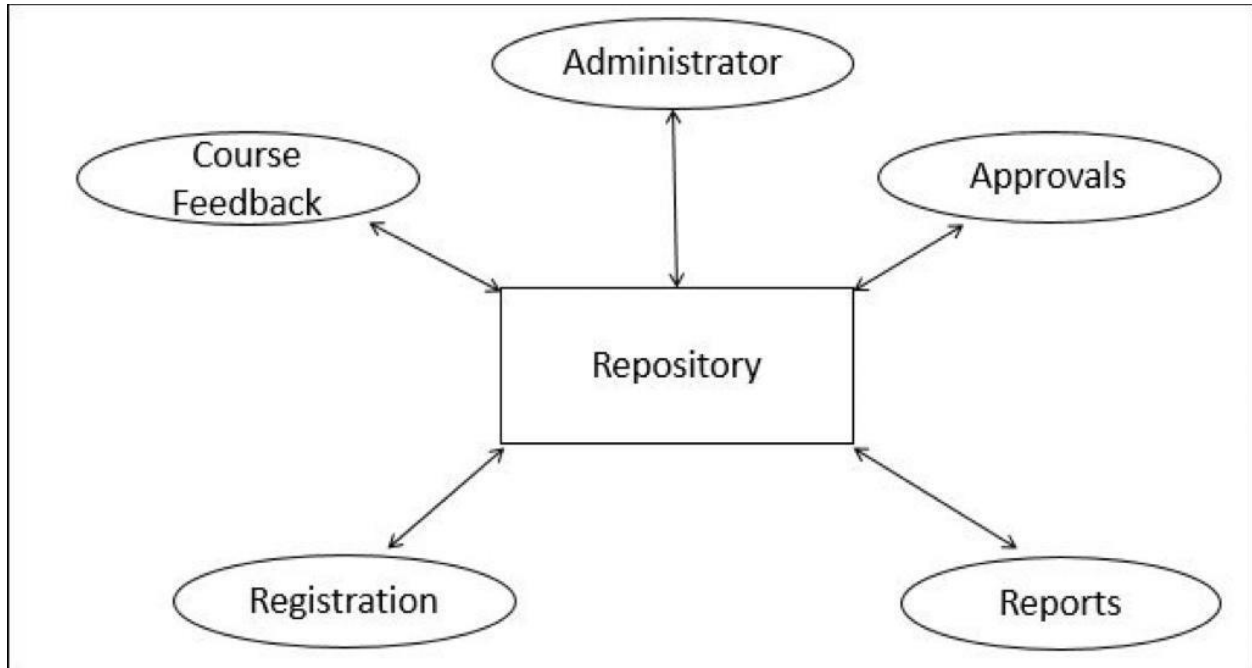 Administrator
Course
Feedback
Approvals
Repository
Registration
Reports